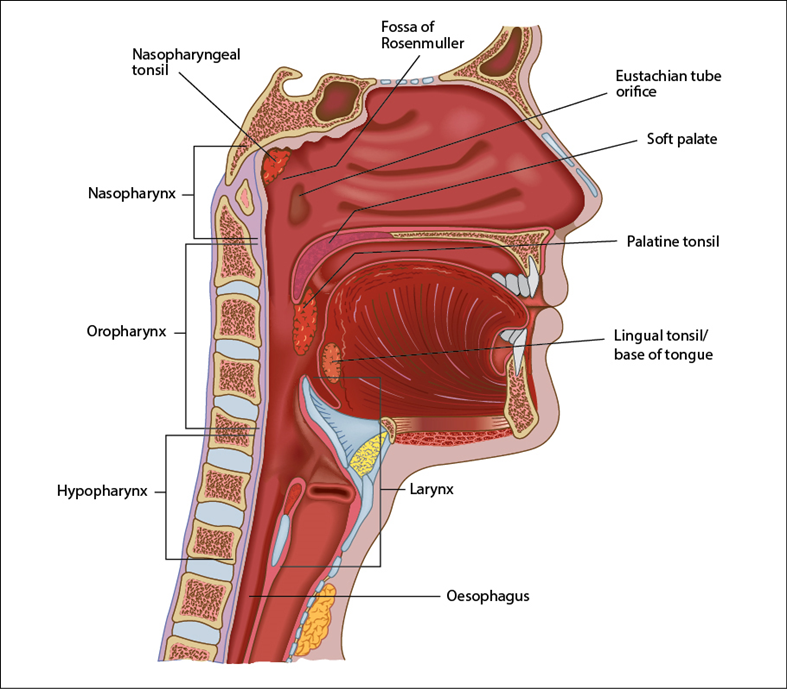 Fossa of
Rosenmuller
Nasopharyngeal
tonsil
Eustachian tube
orifice
Soft palate
Nasopharynx
Palatine tonsil
Oropharynx
Lingual tonsil/
base of tongue
Hypopharynx
Larynx
Oesophagus